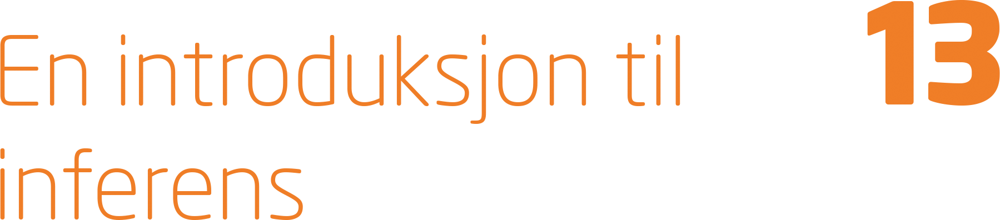 En introduksjon til 13
inferens